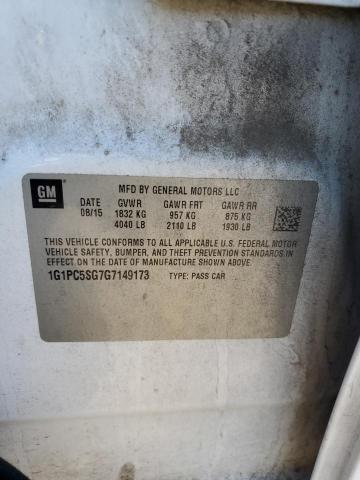 GM
MFD BY GENERAL MOTORS LLC
DATE GVWR GAWR FRT GAWR RR
08/15 1832 KG 957 KG 875 KG
4040 LB 2110 LB 1930 LB
THIS VEHICLE CONFORMS TO ALL APPLICABLE U.S. FEDERAL MOTOR
VEHICLE SAFETY, BUMPER, AND THEFT PREVENTION STANDARDS IN
EFFECT ON THE DATE OF MANUFACTURE SHOWN ABOVE.
1G1PC5SG7G7149173 TYPE: PASS CAR